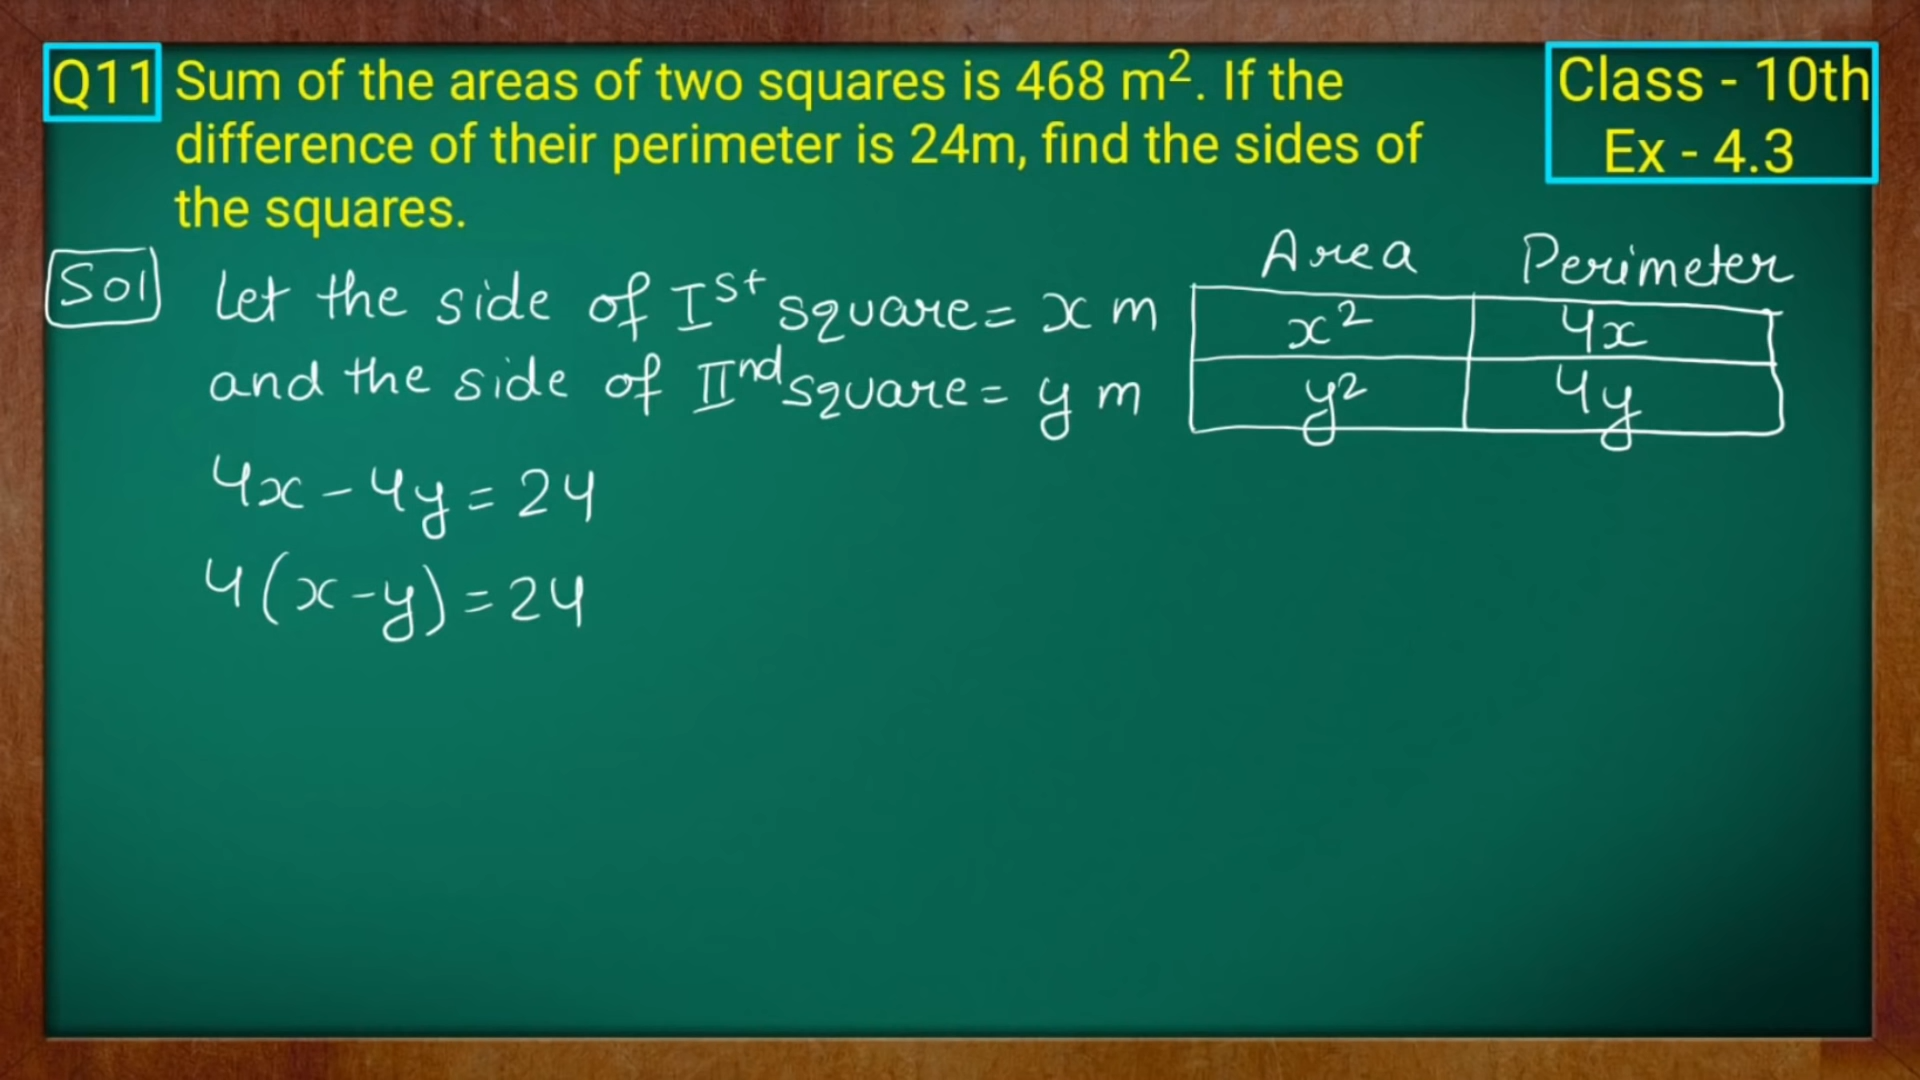 Q11 Sum of the areas of two squares is 468 m². If the
difference of their perimeter is 24m, find the sides of
the squares.
Class - 10th
Ex - 4.3
Sol Let the side of Iˢᵗ square = x m
and the side of IIⁿᵈ square = y m
Area Perimeter
x² 4x
y² 4y
4x - 4y = 24
4(x-y) = 24